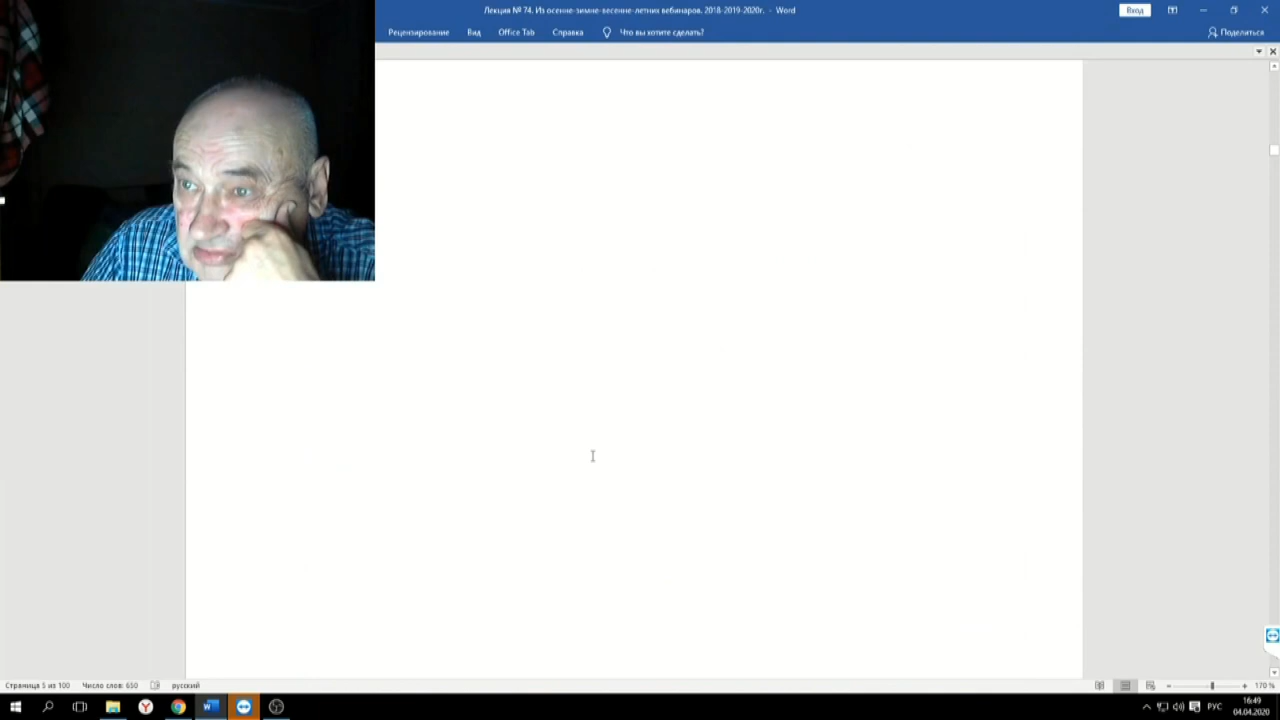 Лекция № 74. Из осенне-зимне-весенне-летних вебинаров. 2018-2019-2020г. - Word
Вход
Рецензирование Вид Office Tab Справка Что вы хотите сделать? Поделиться
Страница 5 из 100 Число слов: 650 русский 170 %
РУС 16:49
04.04.2020